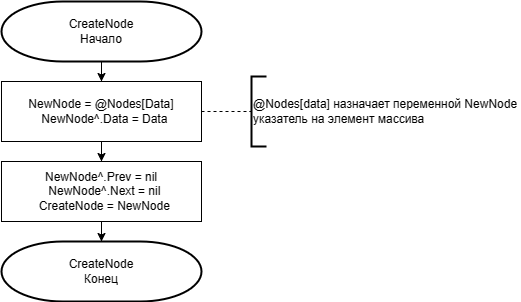 CreateNode
Начало
NewNode = @Nodes[Data]
NewNode^.Data = Data
@Nodes[data] назначает переменной NewNode
указатель на элемент массива
NewNode^.Prev = nil
NewNode^.Next = nil
CreateNode = NewNode
CreateNode
Конец